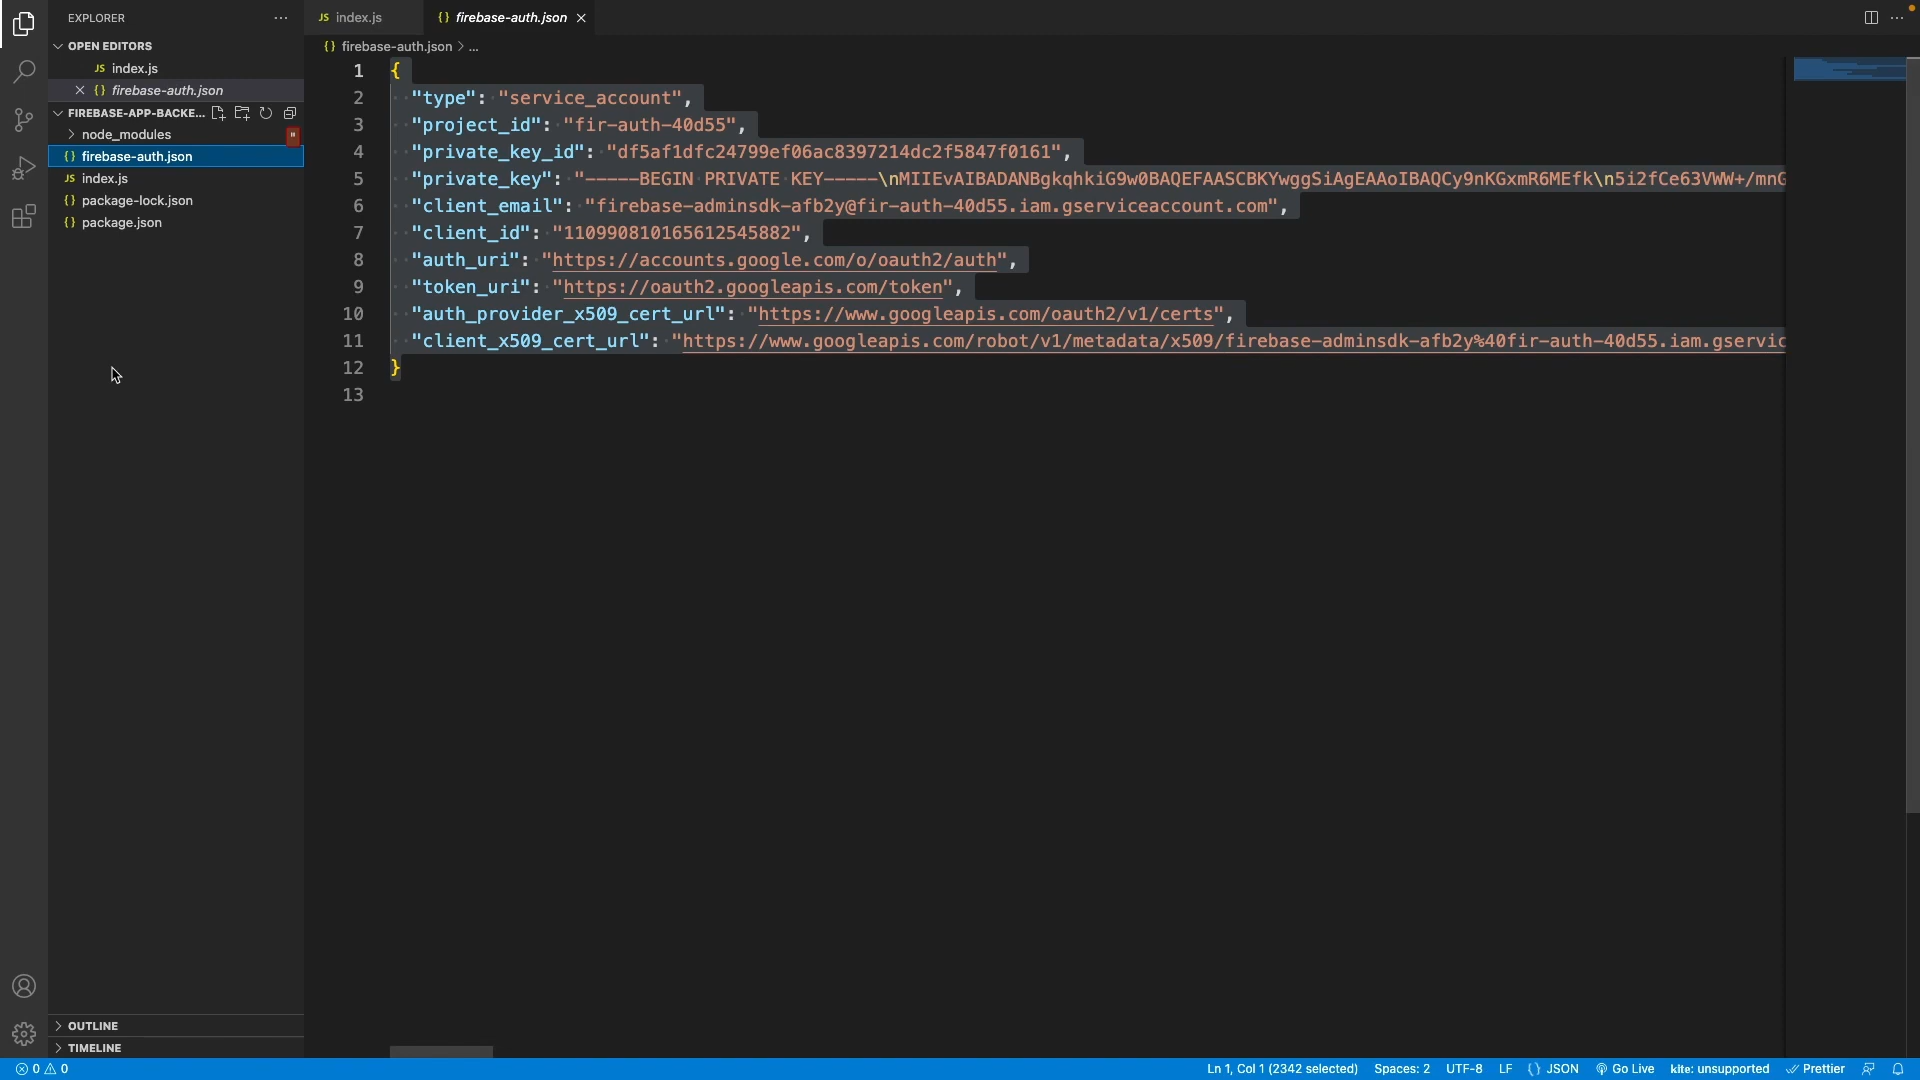 EXPLORER
OPEN EDITORS
JS index.js
{} firebase-auth.json
FIREBASE-APP-BACKE...
node_modules
{} firebase-auth.json
JS index.js
{} package-lock.json
{} package.json
OUTLINE
TIMELINE
JS index.js
{} firebase-auth.json
{} firebase-auth.json > ...
1 {
2 "type": "service_account",
3 "project_id": "fir-auth-40d55",
4 "private_key_id": "df5af1dfc24799ef06ac8397214dc2f5847f0161",
5 "private_key": "-----BEGIN PRIVATE KEY-----\nMIIEvAIBADANBgkqhkiG9w0BAQEFAASCBKYwggSiAgEAAoIBAQCy9nKGxmR6MEfk\n5i2fCe63VWW+/mnG
6 "client_email": "firebase-adminsdk-afb2y@fir-auth-40d55.iam.gserviceaccount.com",
7 "client_id": "110990810165612545882",
8 "auth_uri": "https://accounts.google.com/o/oauth2/auth",
9 "token_uri": "https://oauth2.googleapis.com/token",
10 "auth_provider_x509_cert_url": "https://www.googleapis.com/oauth2/v1/certs",
11 "client_x509_cert_url": "https://www.googleapis.com/robot/v1/metadata/x509/firebase-adminsdk-afb2y%40fir-auth-40d55.iam.gservic
12 }
13
0 0
Ln 1, Col 1 (2342 selected) Spaces: 2 UTF-8 LF {} JSON Go Live kite: unsupported Prettier